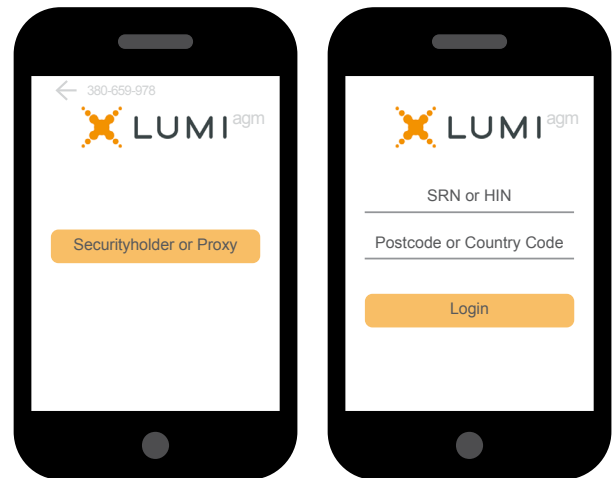 380-659-978
LUMI agm
Securityholder or Proxy
LUMI agm
SRN or HIN
Postcode or Country Code
Login